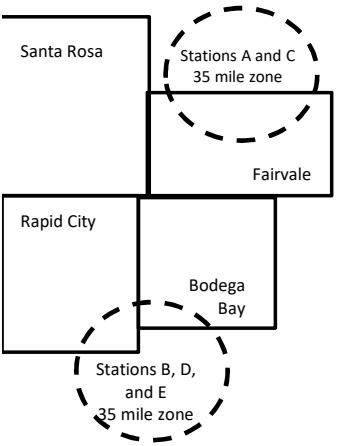 Santa Rosa
Stations A and C
35 mile zone
Fairvale
Rapid City
Bodega
Bay
Stations B, D,
and E
35 mile zone